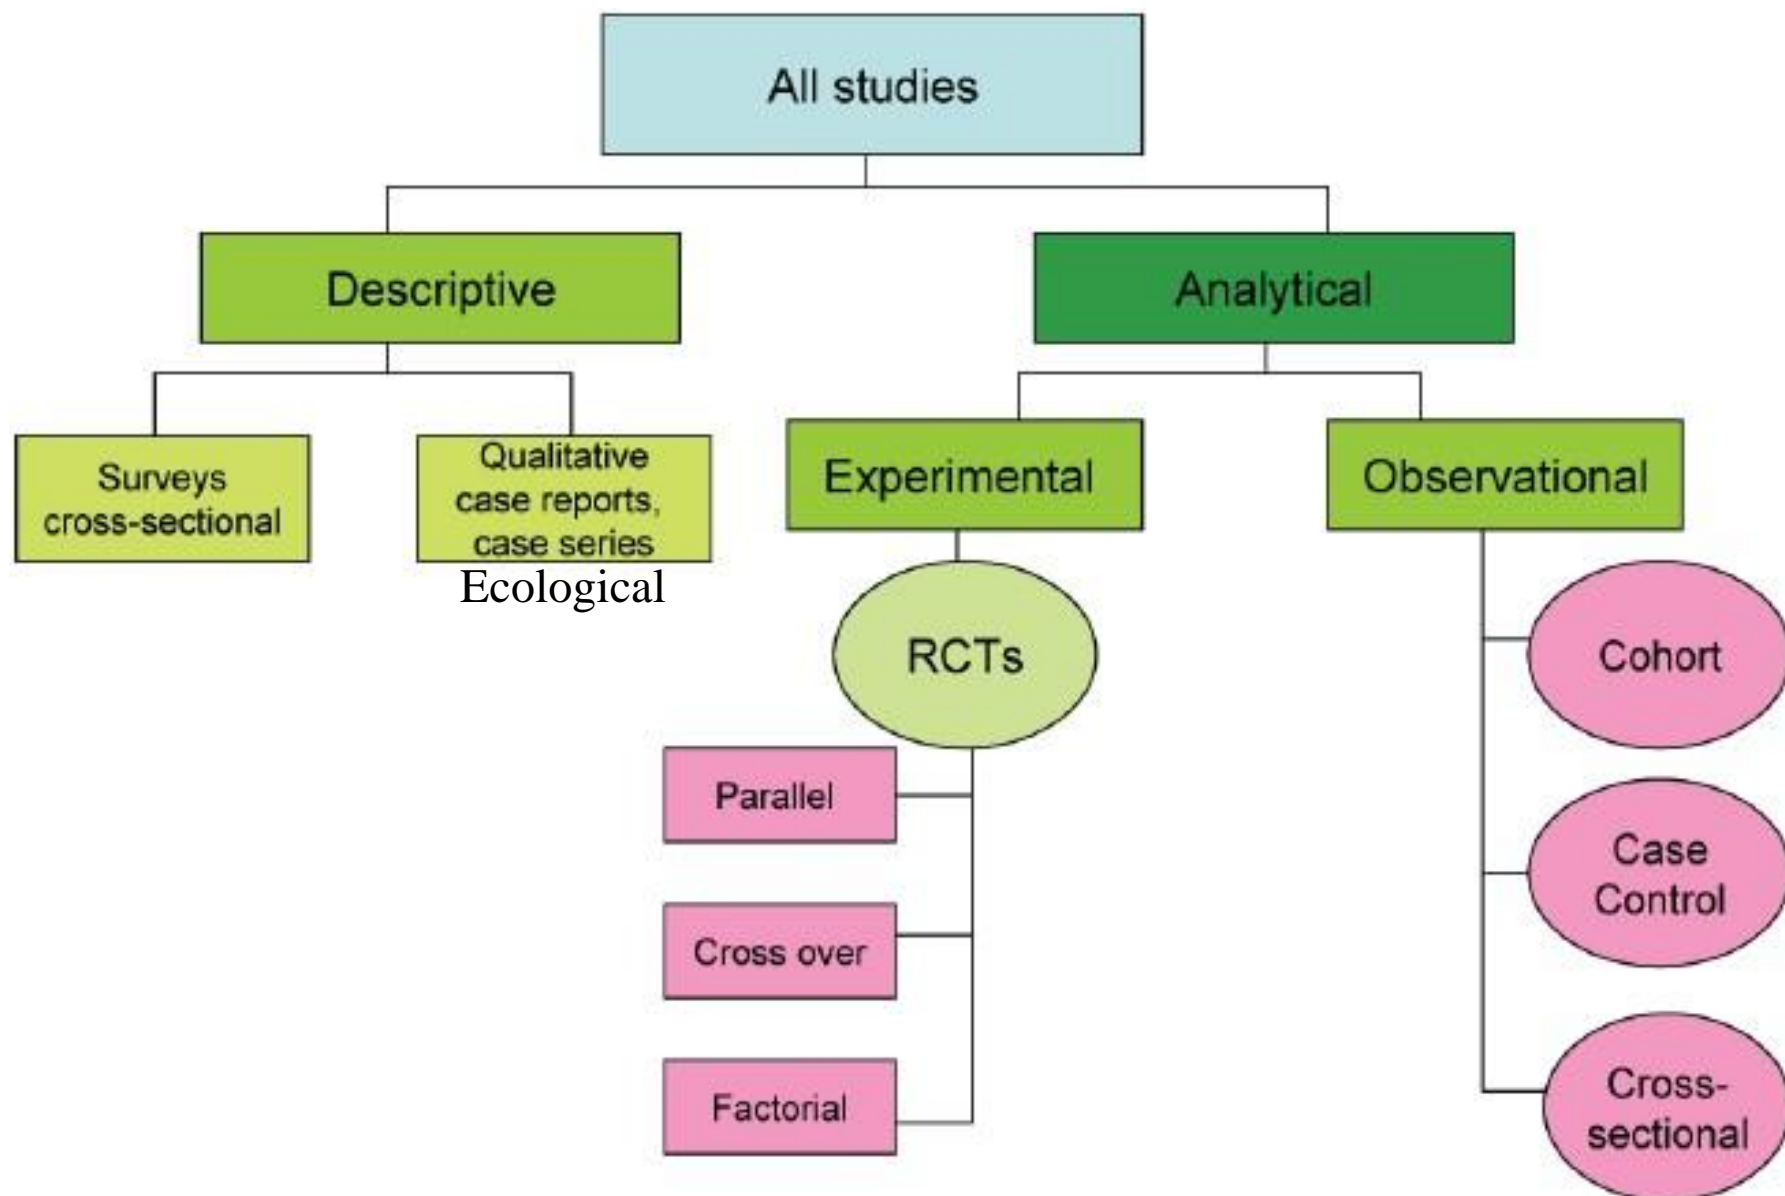 All studies
Descriptive
Analytical
Surveys
cross-sectional
Qualitative
case reports,
case series
Ecological
Experimental
Observational
RCTs
Parallel
Cross over
Factorial
Cohort
Case
Control
Cross-
sectional